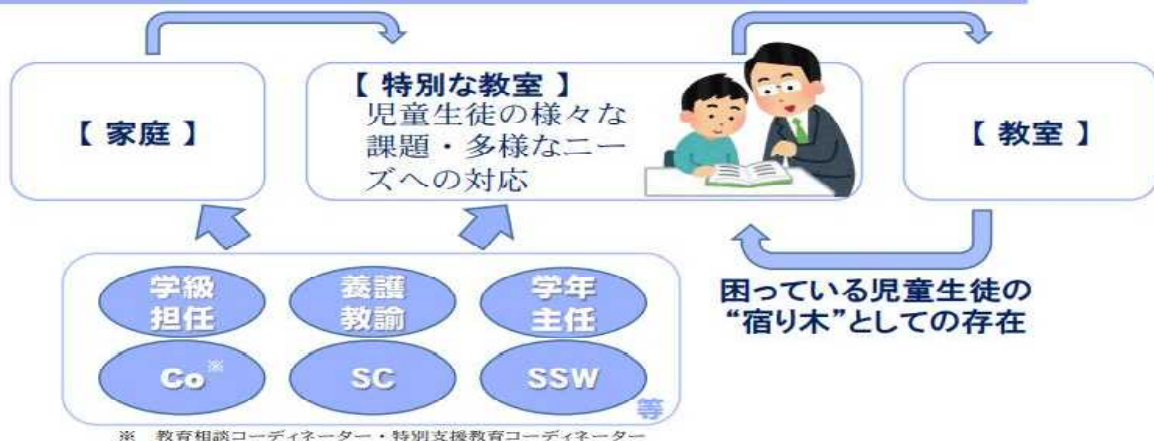 【 家庭 】
【 特別な教室 】
児童生徒の様々な
課題・多様なニー
ズへの対応
【 教室 】
学級
担任
養護
教諭
学年
主任
Co※
SC
SSW
等
困っている児童生徒の
“宿り木”としての存在
※ 教育相談コーディネーター・特別支援教育コーディネーター